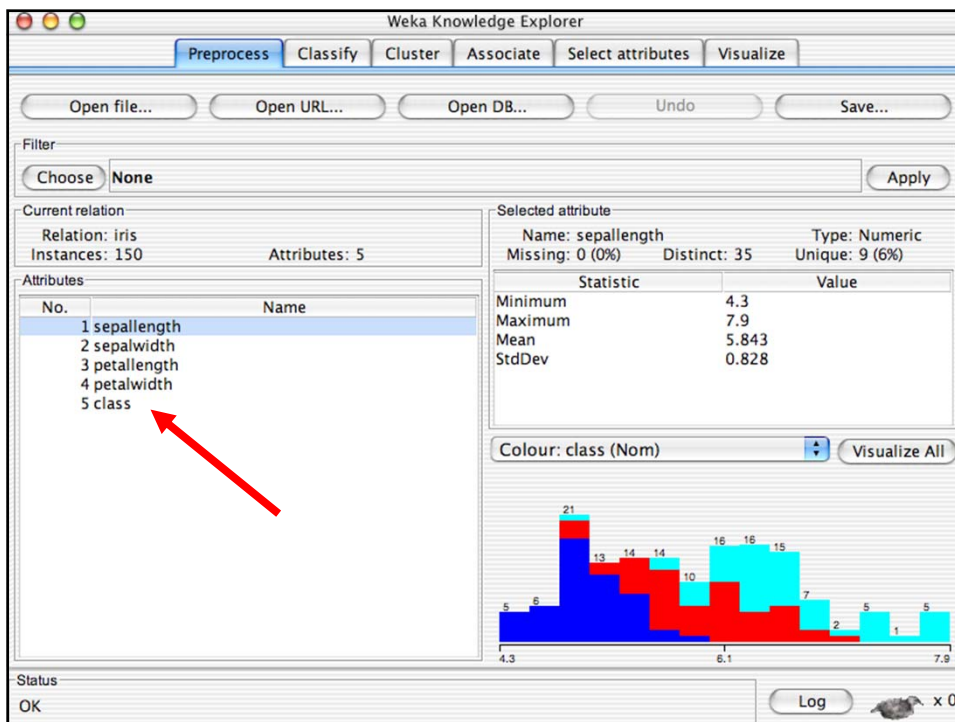 Weka Knowledge Explorer
Preprocess Classify Cluster Associate Select attributes Visualize
Open file... Open URL... Open DB... Undo Save...
Filter
Choose None Apply
Current relation
Relation: iris
Instances: 150 Attributes: 5
Attributes
No. Name
1 sepallength
2 sepalwidth
3 petallength
4 petalwidth
5 class
Selected attribute
Name: sepallength Type: Numeric
Missing: 0 (0%) Distinct: 35 Unique: 9 (6%)
Statistic Value
Minimum 4.3
Maximum 7.9
Mean 5.843
StdDev 0.828
Colour: class (Nom) Visualize All
5 6 21 13 14 14 10 16 16 15 7 2 5 1 5
4.3 6.1 7.9
Status
OK Log x 0